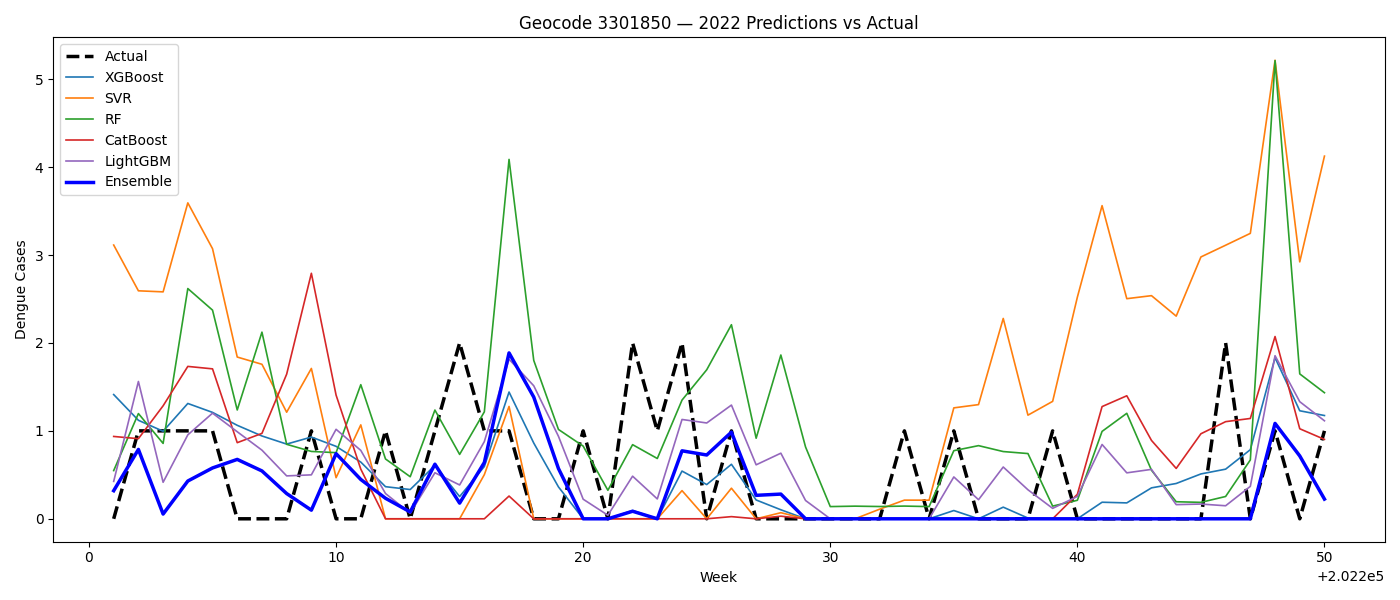 Geocode 3301850 — 2022 Predictions vs Actual
Actual
XGBoost
SVR
RF
CatBoost
LightGBM
Ensemble
Dengue Cases
5
4
3
2
1
0
0 10 20 30 40 50
Week
+2.022e5